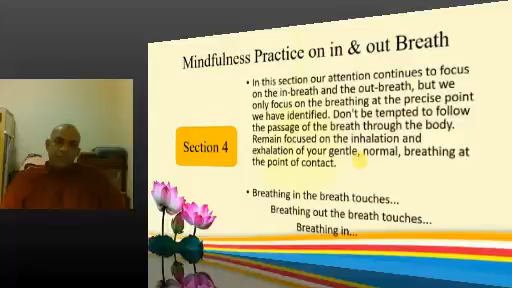 Mindfulness Practice on in & out Breath
Section 4
• In this section our attention continues to focus
on the in-breath and the out-breath, but we
only focus on the breathing at the precise point
we have identified. Don't be tempted to follow
the passage of the breath through the body.
Remain focused on the inhalation and
exhalation of your gentle, normal, breathing at
the point of contact.
• Breathing in the breath touches...
Breathing out the breath touches...
Breathing in...